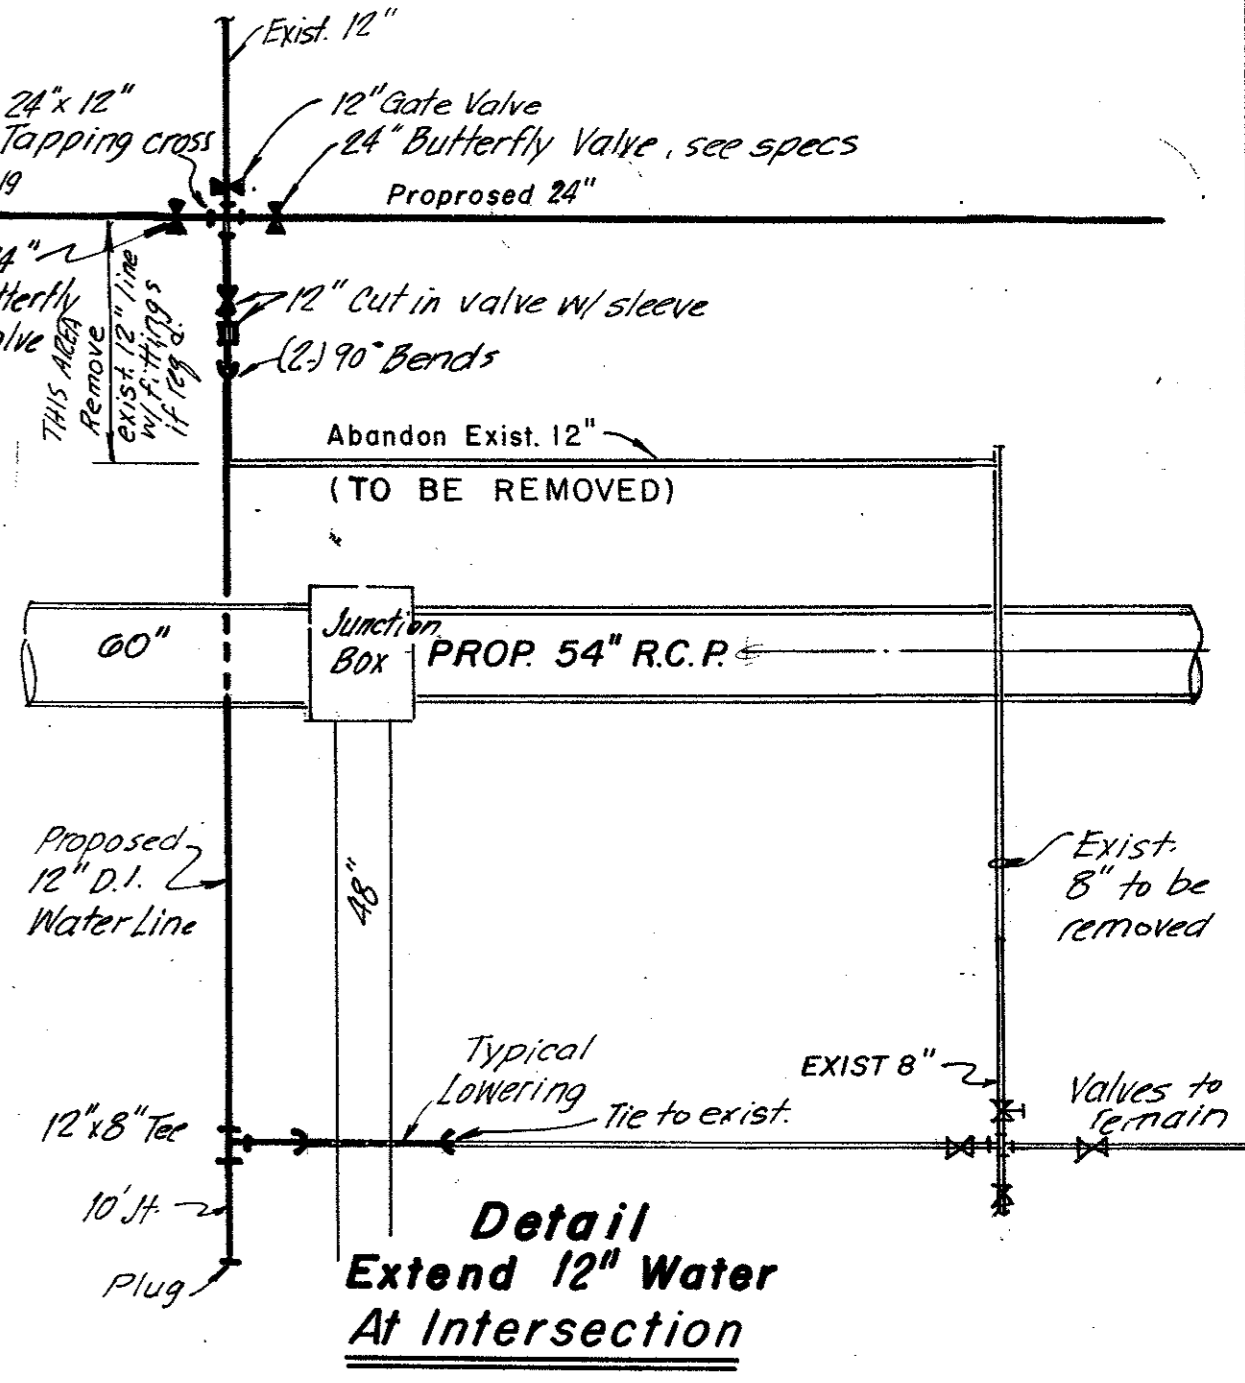 Exist. 12"
24" x 12"
Tapping cross
12" Gate Valve
24" Butterfly Valve, see specs
19
Proprosed 24"
4"
tterfly
lve
THIS AREA
Remove
exist. 12" line
w/ fittings
if req'd.
12" Cut in valve w/ sleeve
(2-) 90° Bends
Abandon Exist. 12"
(TO BE REMOVED)
60"
Junction
Box
PROP. 54" R.C.P.
Proposed
12" D.I.
Water Line
48"
Exist.
8" to be
removed
Typical
Lowering
EXIST 8"
Valves to
remain
12"x8" Tee
Tie to exist.
10' Jt.
Plug
Detail
Extend 12" Water
At Intersection